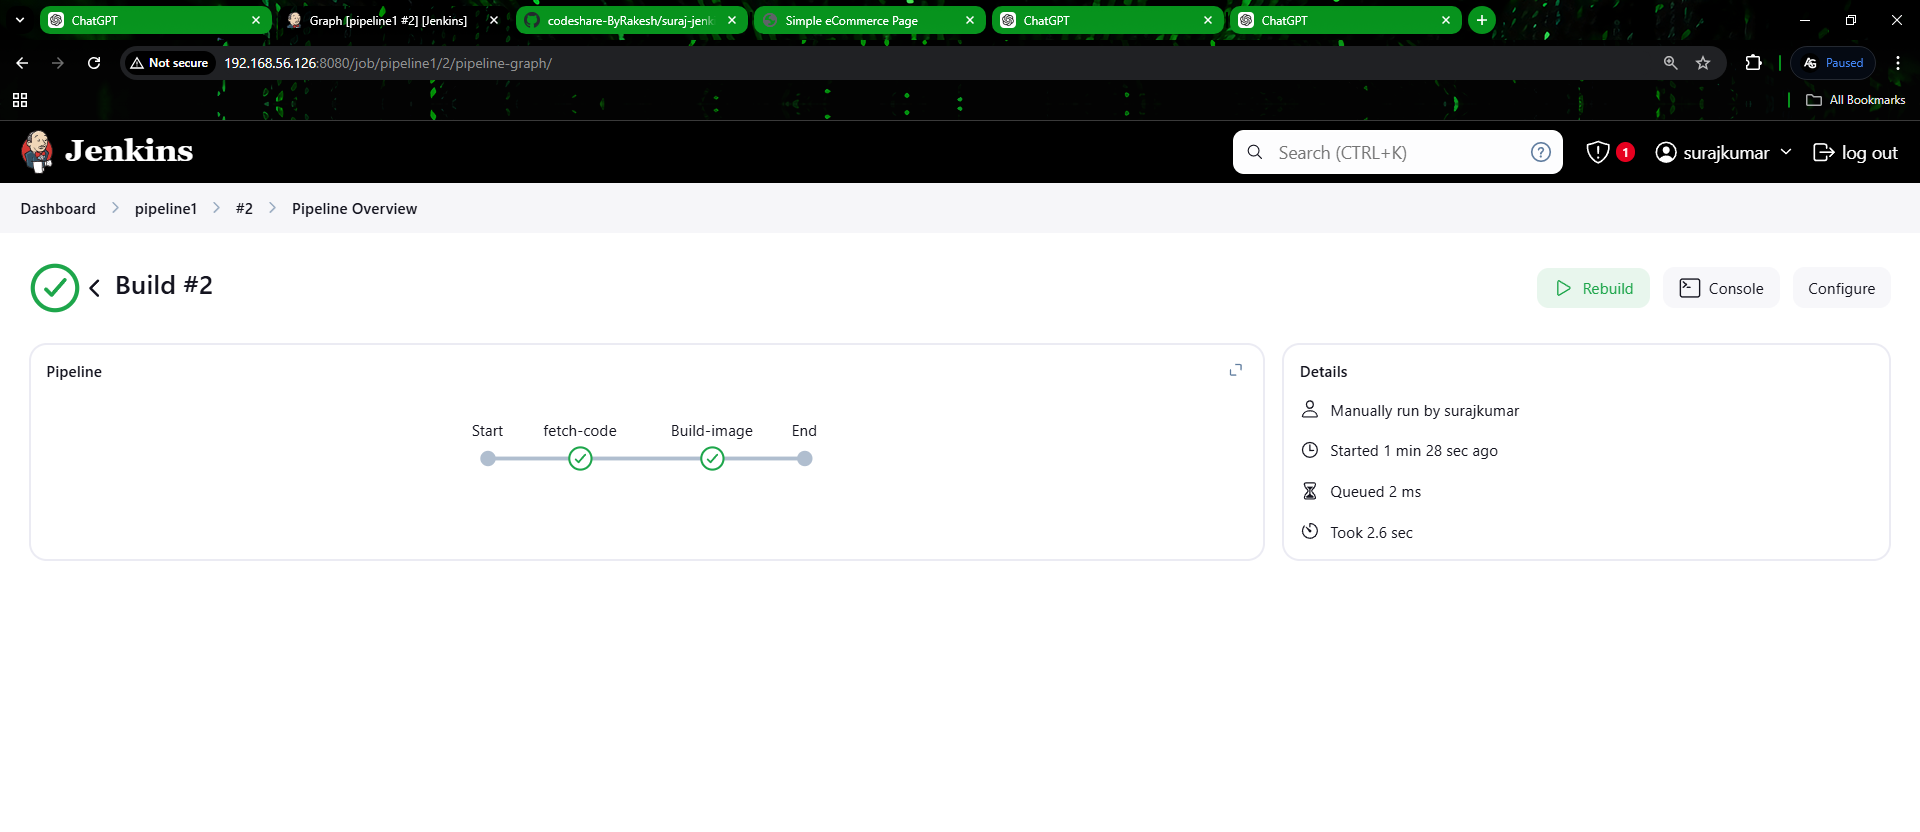 ChatGPT
Graph [pipeline1 #2] [Jenkins]
codeshare-ByRakesh/suraj-jenk
Simple eCommerce Page
ChatGPT
ChatGPT
Not secure
192.168.56.126:8080/job/pipeline1/2/pipeline-graph/
AG
Paused
All Bookmarks
Jenkins
Search (CTRL+K)
1
surajkumar
log out
Dashboard
pipeline1
#2
Pipeline Overview
Build #2
Rebuild
Console
Configure
Pipeline
Start
fetch-code
Build-image
End
Details
Manually run by surajkumar
Started 1 min 28 sec ago
Queued 2 ms
Took 2.6 sec